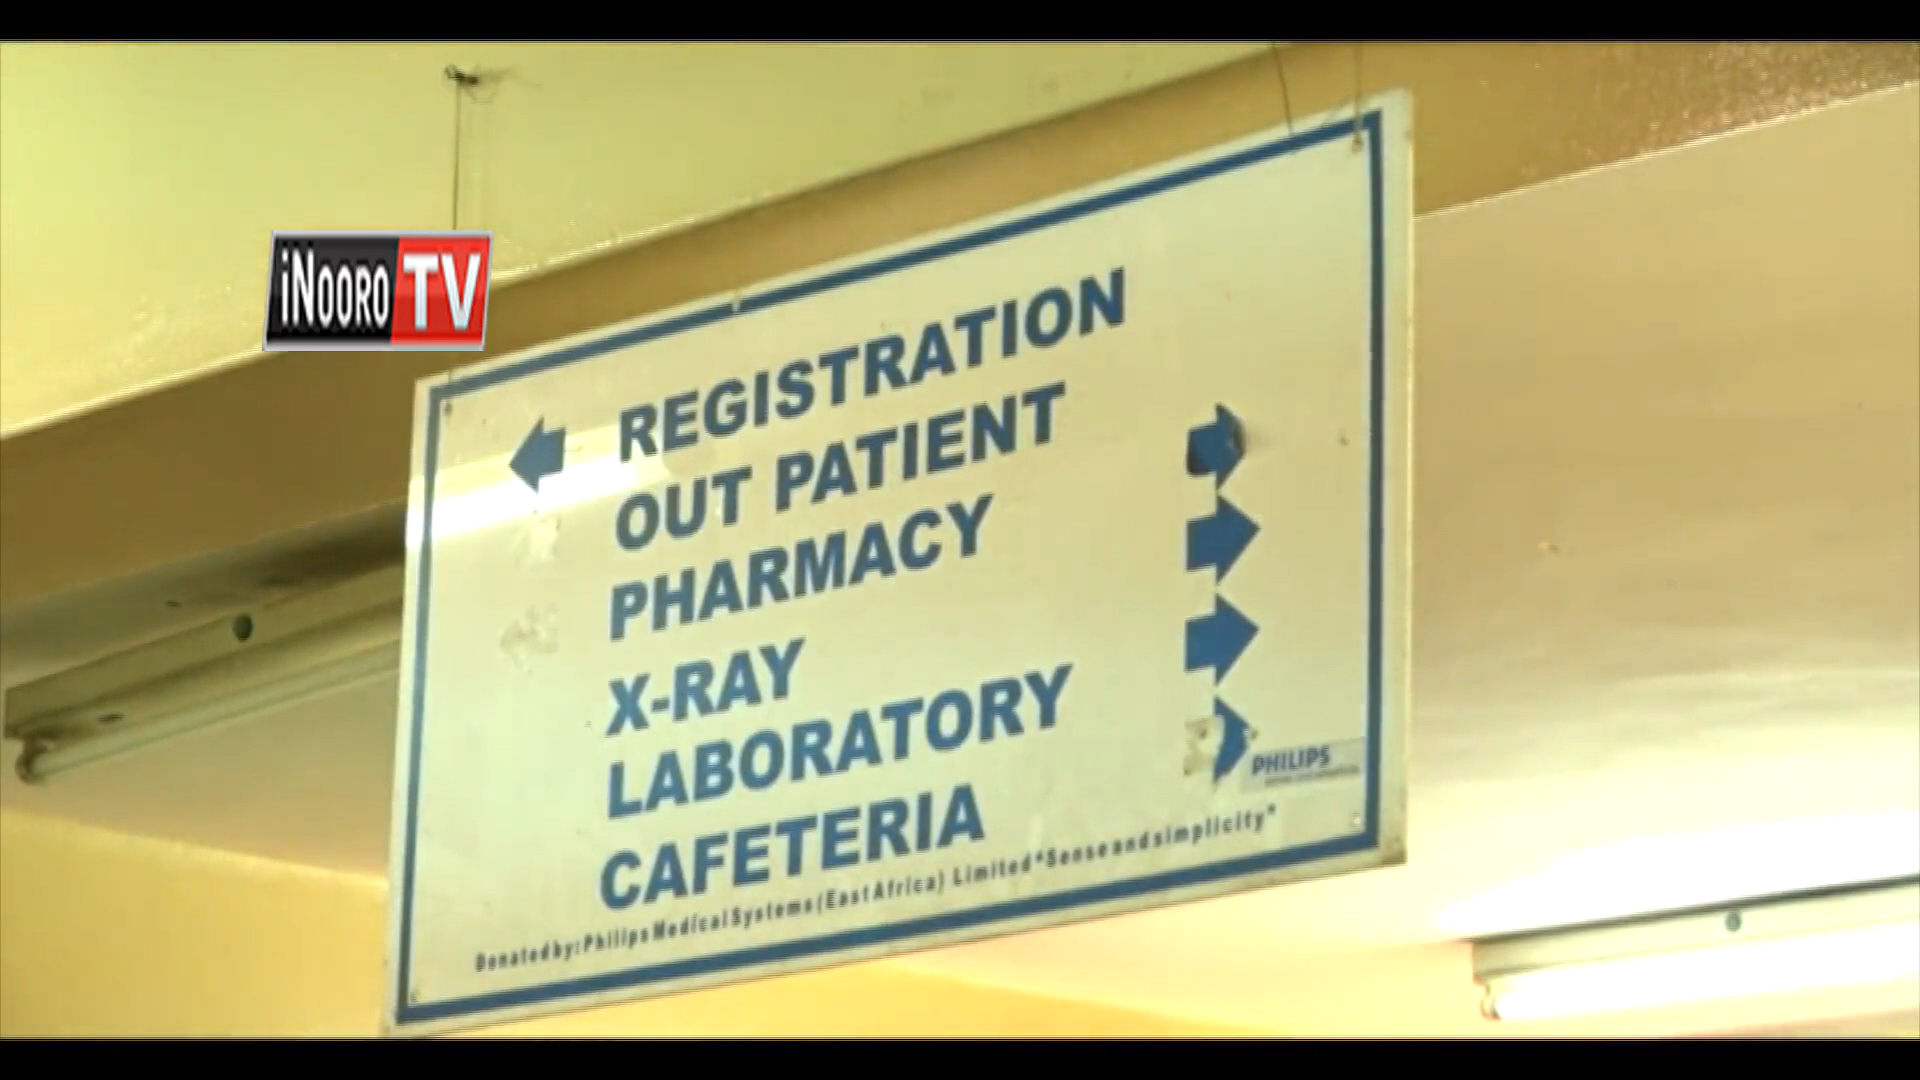 iNOORO TV
REGISTRATION
OUT PATIENT
PHARMACY
X-RAY
LABORATORY
CAFETERIA
PHILIPS
Donated by: Philips Medical Systems (East Africa) Limited *Sense and simplicity*